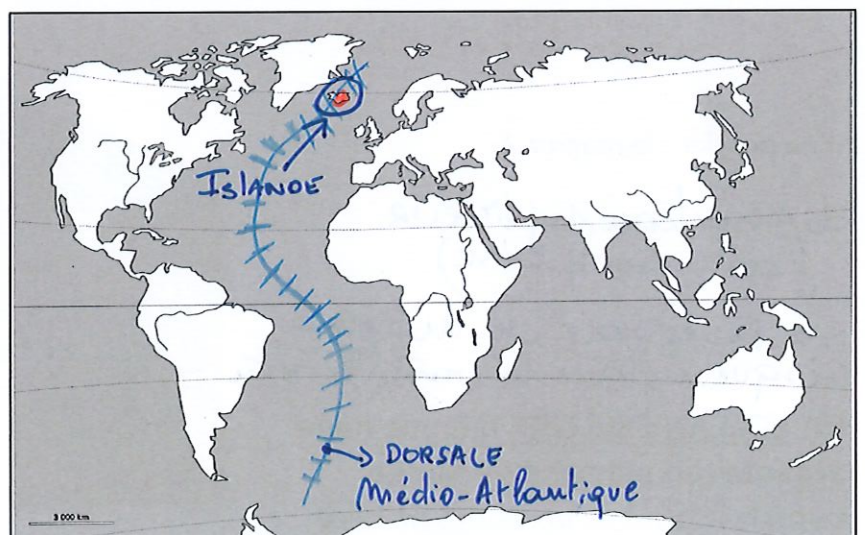 ISLANDE
→ DORSALE
Médio-Atlantique
3 000 km